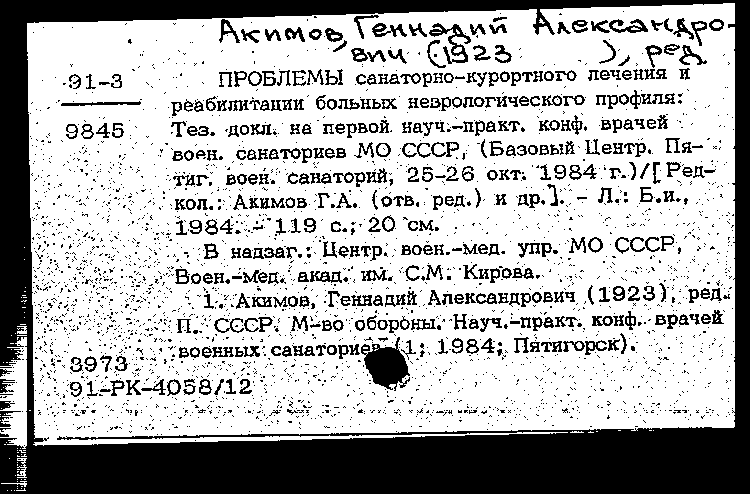 Акимов, Геннадий Александро-
вич (1923 ), ред.
91-3
9845
ПРОБЛЕМЫ санаторно-курортного лечения и
реабилитации больных неврологического профиля:
Тез. докл. на первой науч.-практ. конф. врачей
воен. санаториев МО СССР, (Базовый Центр. Пя-
тиг. воен. санаторий, 25-26 окт. 1984 г.)/[Ред-
кол.: Акимов Г.А. (отв. ред.) и др.]. - Л.: Б.и.,
1984. - 119 с.; 20 см.
В надзаг.: Центр. воен.-мед. упр. МО СССР,
Воен.-мед. акад. им. С.М. Кирова.
1. Акимов, Геннадий Александрович (1923), ред.
П. СССР. М-во обороны. Науч.-практ. конф. врачей
военных санаториев (1; 1984; Пятигорск).
3973
91-РК-4058/12